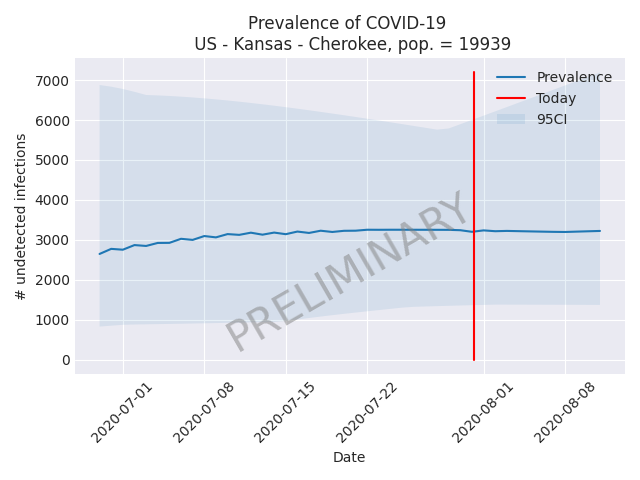 Prevalence of COVID-19
US - Kansas - Cherokee, pop. = 19939
Prevalence
Today
95CI
7000
6000
5000
4000
3000
2000
1000
0
# undetected infections
PRELIMINARY
2020-07-01
2020-07-08
2020-07-15
2020-07-22
2020-08-01
2020-08-08
Date